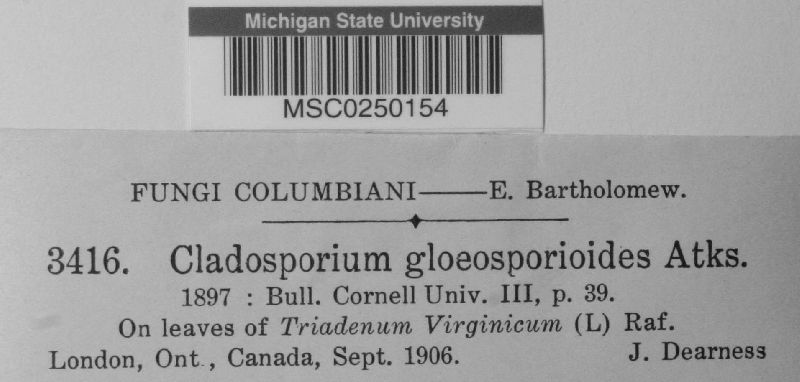 Michigan State University
MSC0250154
FUNGI COLUMBIANI——E. Bartholomew.
3416. Cladosporium gloeosporioides Atks.
1897 : Bull. Cornell Univ. III, p. 39.
On leaves of Triadenum Virginicum (L) Raf.
London, Ont., Canada, Sept. 1906. J. Dearness